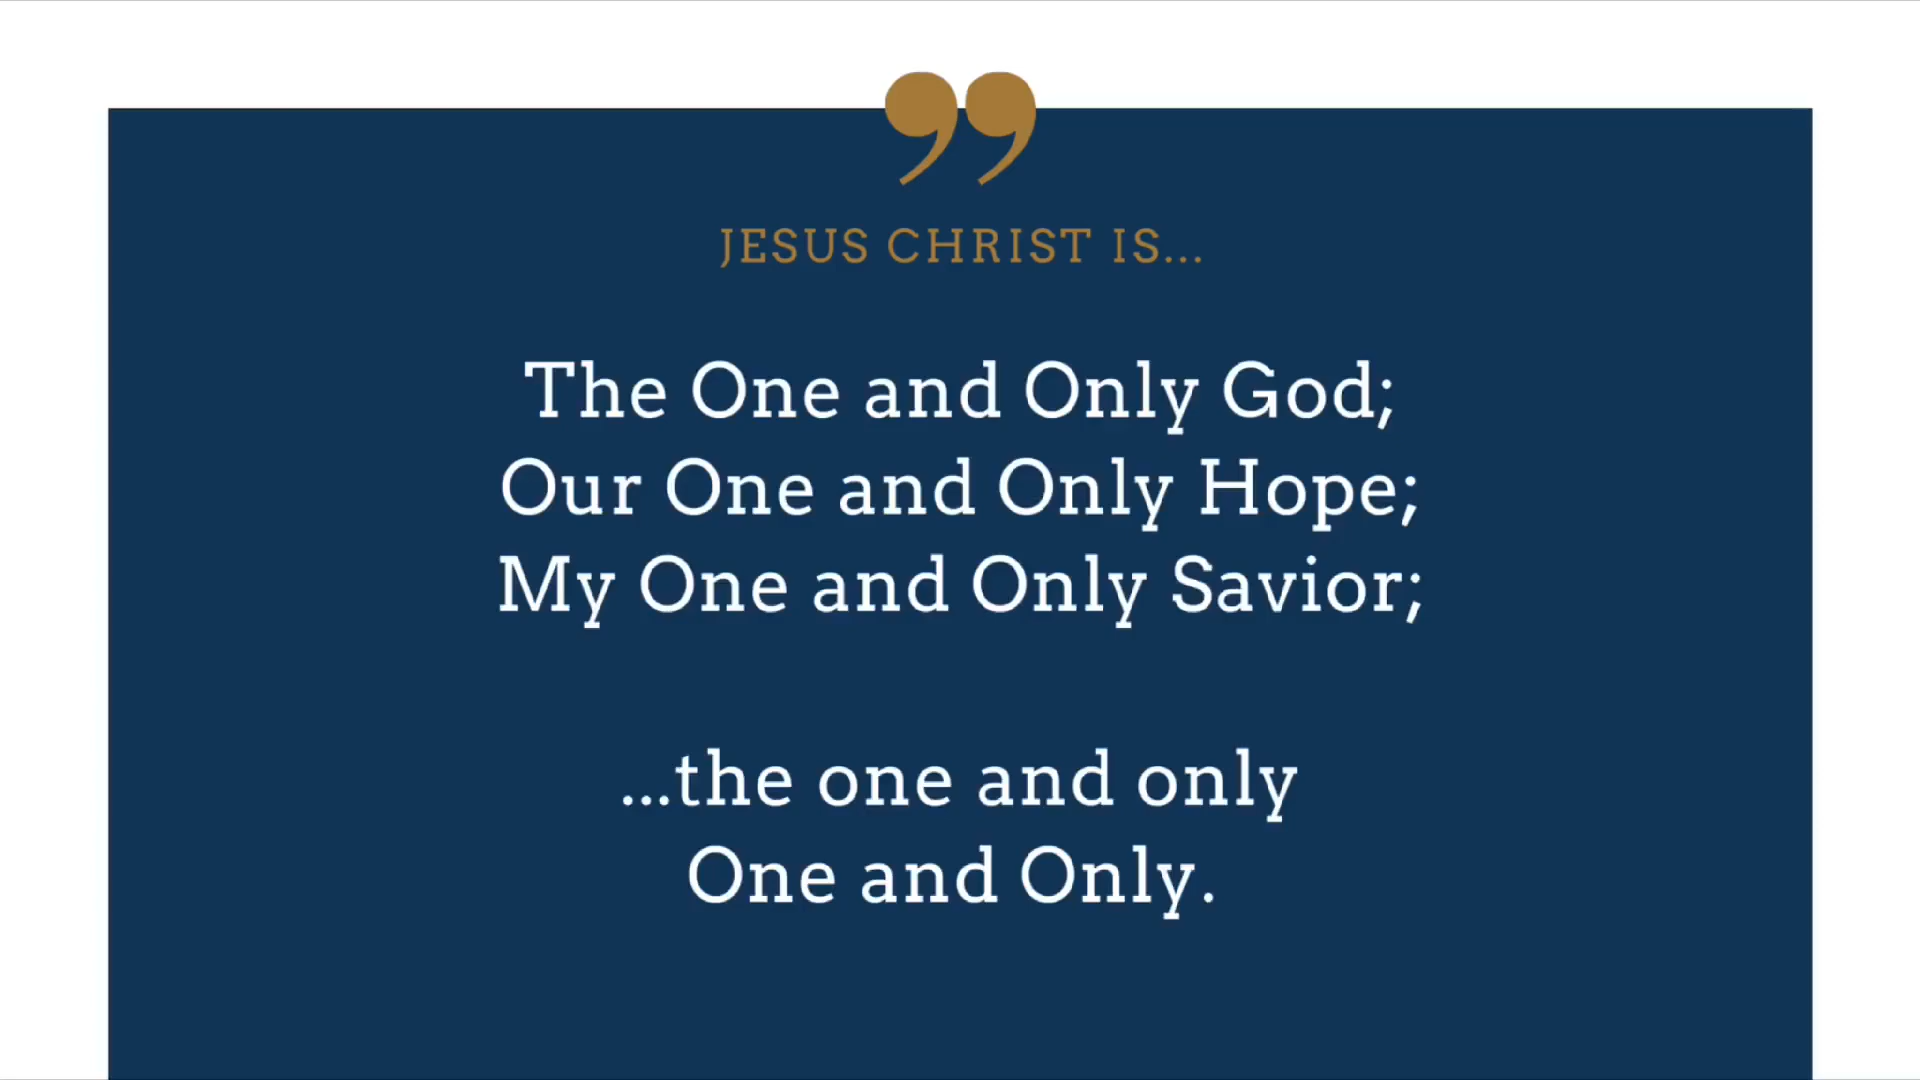 ”
JESUS CHRIST IS...
The One and Only God;
Our One and Only Hope;
My One and Only Savior;
...the one and only
One and Only.